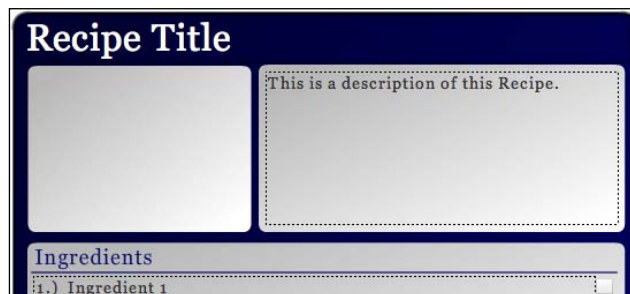 Recipe Title
This is a description of this Recipe.
Ingredients
1.) Ingredient 1